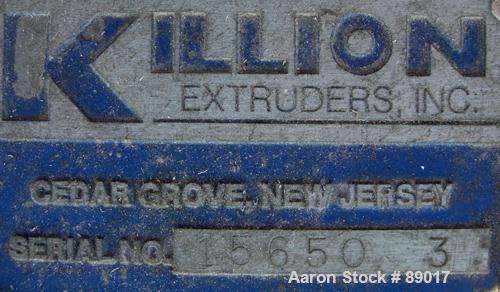 KILLION
EXTRUDERS, INC.
CEDAR GROVE, NEW JERSEY
SERIAL NO. 15650 3
Aaron Stock # 89017